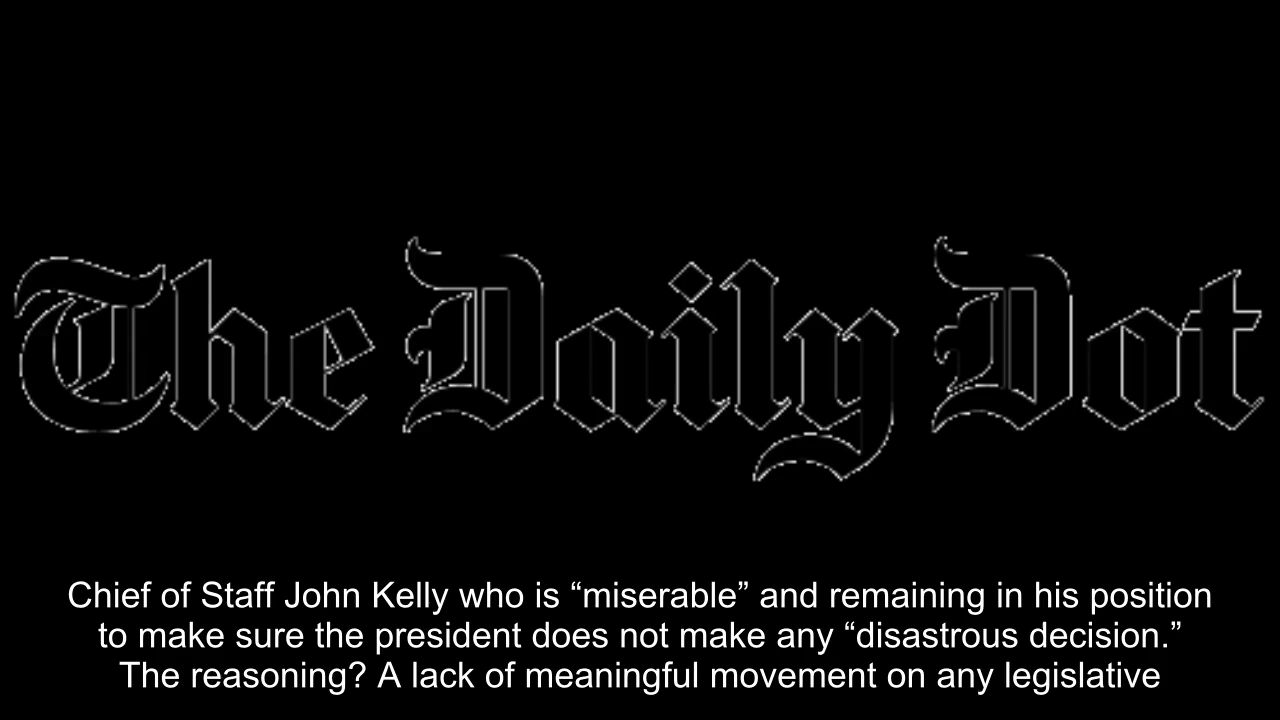 The Daily Dot
Chief of Staff John Kelly who is “miserable” and remaining in his position
to make sure the president does not make any “disastrous decision.”
The reasoning? A lack of meaningful movement on any legislative